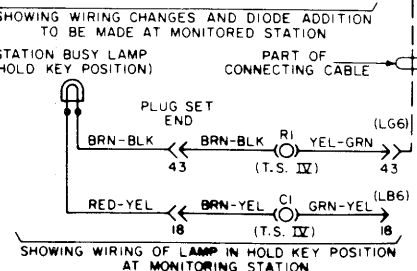 SHOWING WIRING CHANGES AND DIODE ADDITION
TO BE MADE AT MONITORED STATION
STATION BUSY LAMP
HOLD KEY POSITION)
PART OF
CONNECTING CABLE
PLUG SET
END
(LG6)
BRN-BLK BRN-BLK R1 YEL-GRN
43 (T.S. IV) 43
(LB6)
RED-YEL BRN-YEL C1 GRN-YEL
18 (T.S. IV) 18
SHOWING WIRING OF LAMP IN HOLD KEY POSITION
AT MONITORING STATION